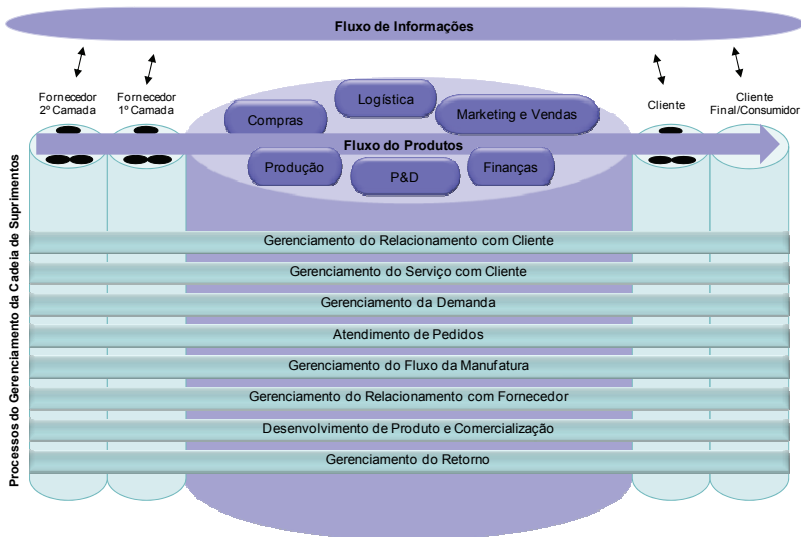 Fluxo de Informações
Fornecedor
2º Camada
Fornecedor
1º Camada
Cliente
Cliente
Final/Consumidor
Logística
Compras
Marketing e Vendas
Fluxo do Produtos
Produção
P&D
Finanças
Processos do Gerenciamento da Cadeia de Suprimentos
Gerenciamento do Relacionamento com Cliente
Gerenciamento do Serviço com Cliente
Gerenciamento da Demanda
Atendimento de Pedidos
Gerenciamento do Fluxo da Manufatura
Gerenciamento do Relacionamento com Fornecedor
Desenvolvimento de Produto e Comercialização
Gerenciamento do Retorno